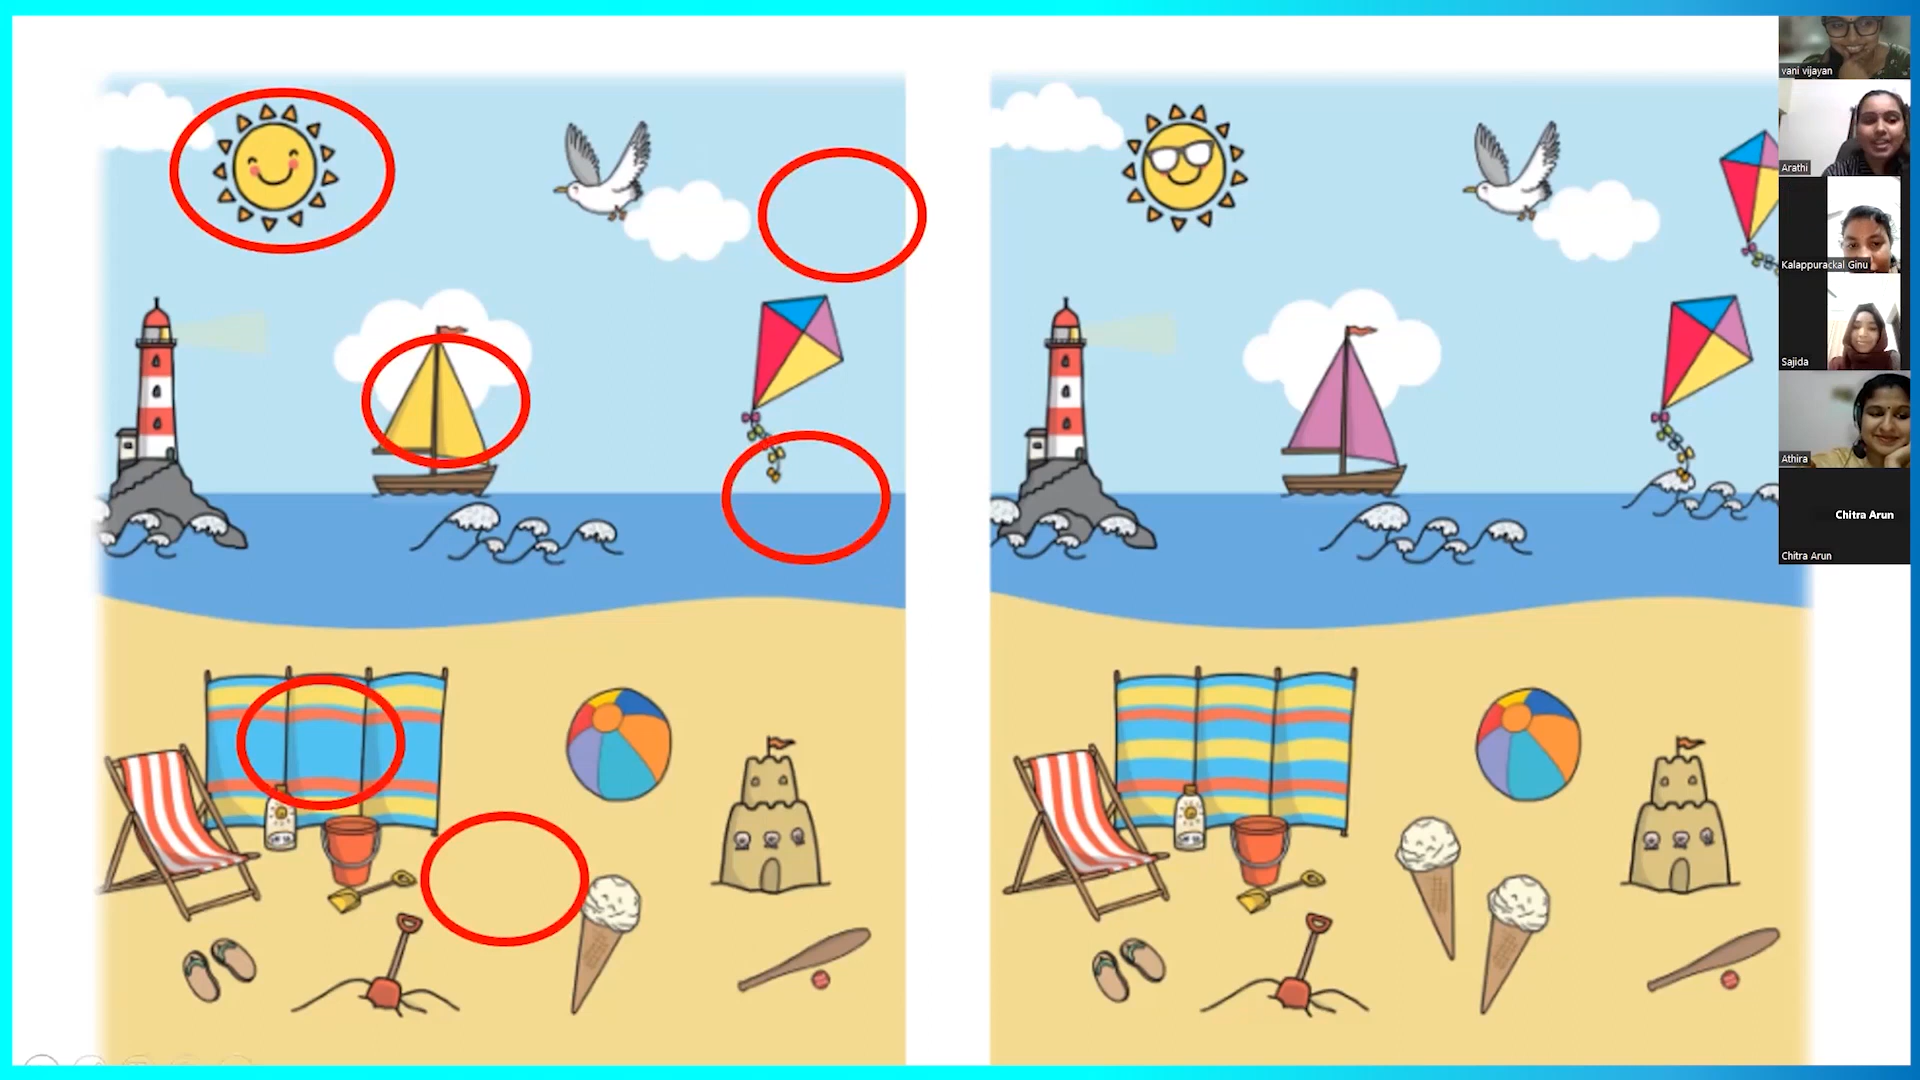 vani vijayan
Arathi
Kalappurackal Ginu
Sajida
Athira
Chitra Arun
Chitra Arun